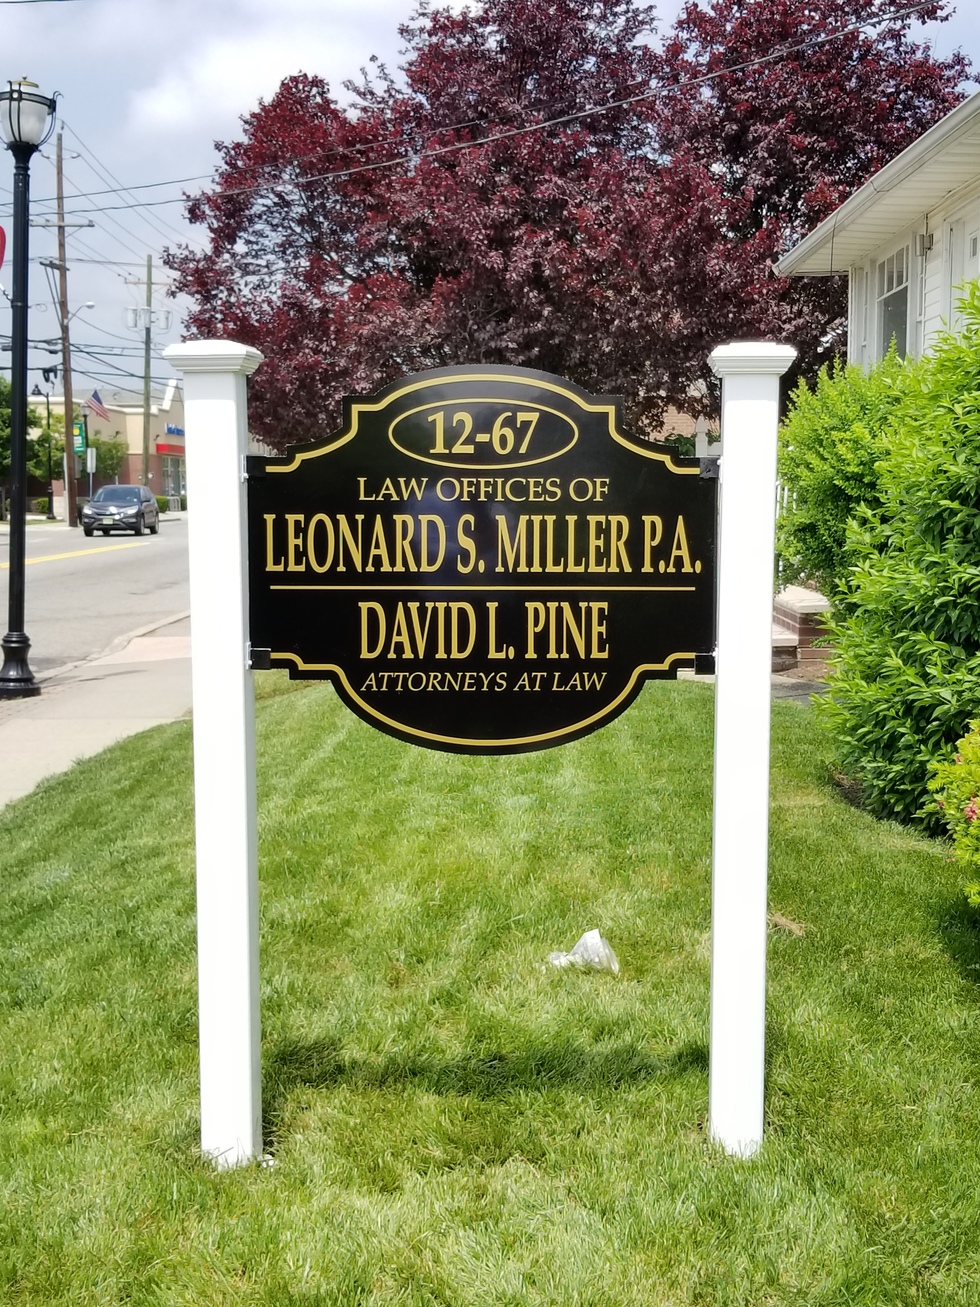 12-67
LAW OFFICES OF
LEONARD S. MILLER P.A.
DAVID L. PINE
ATTORNEYS AT LAW